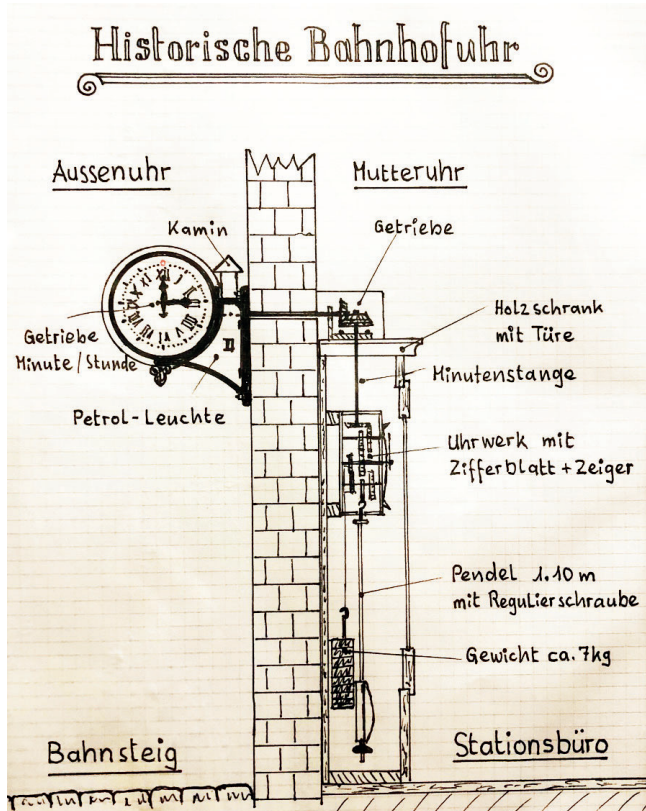 Historische Bahnhofuhr
Aussenuhr
Mutteruhr
Kamin
Getriebe
Getriebe
Minute/Stunde
Petrol-Leuchte
Holzschrank
mit Türe
Minutenstange
Uhrwerk mit
Zifferblatt + Zeiger
Pendel 1.10 m
mit Regulierschraube
Gewicht ca. 7kg
Bahnsteig
Stationsbüro